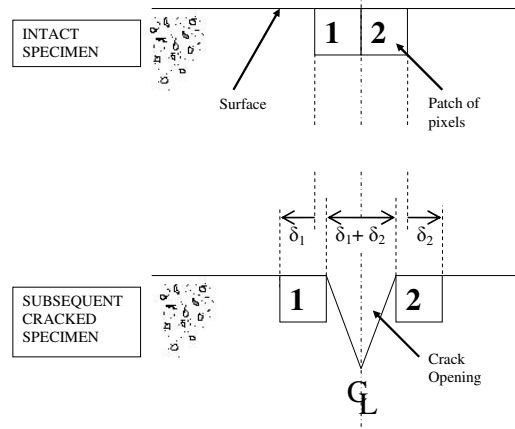 INTACT
SPECIMEN
1 2
Surface
Patch of
pixels
δ1 δ1+ δ2 δ2
1 2
SUBSEQUENT
CRACKED
SPECIMEN
Crack
Opening
CL